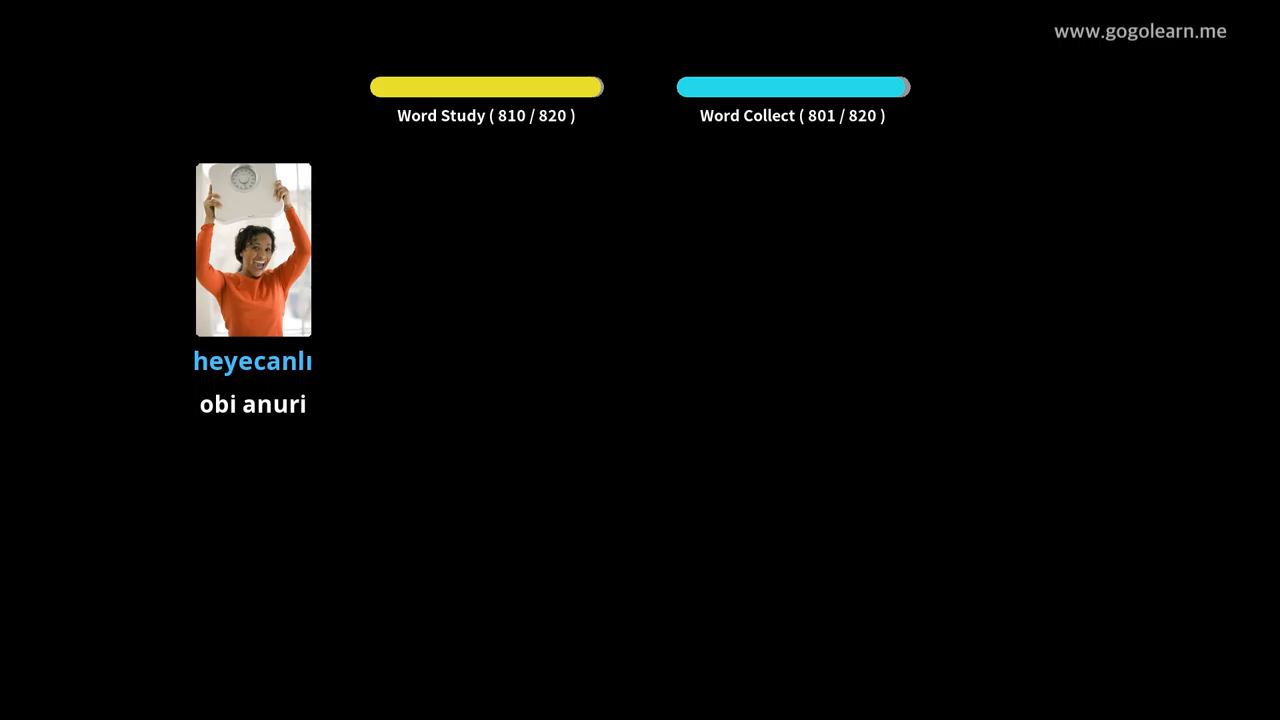 www.gogolearn.me
Word Study ( 810 / 820 )
Word Collect ( 801 / 820 )
heyecanlı
obi anuri